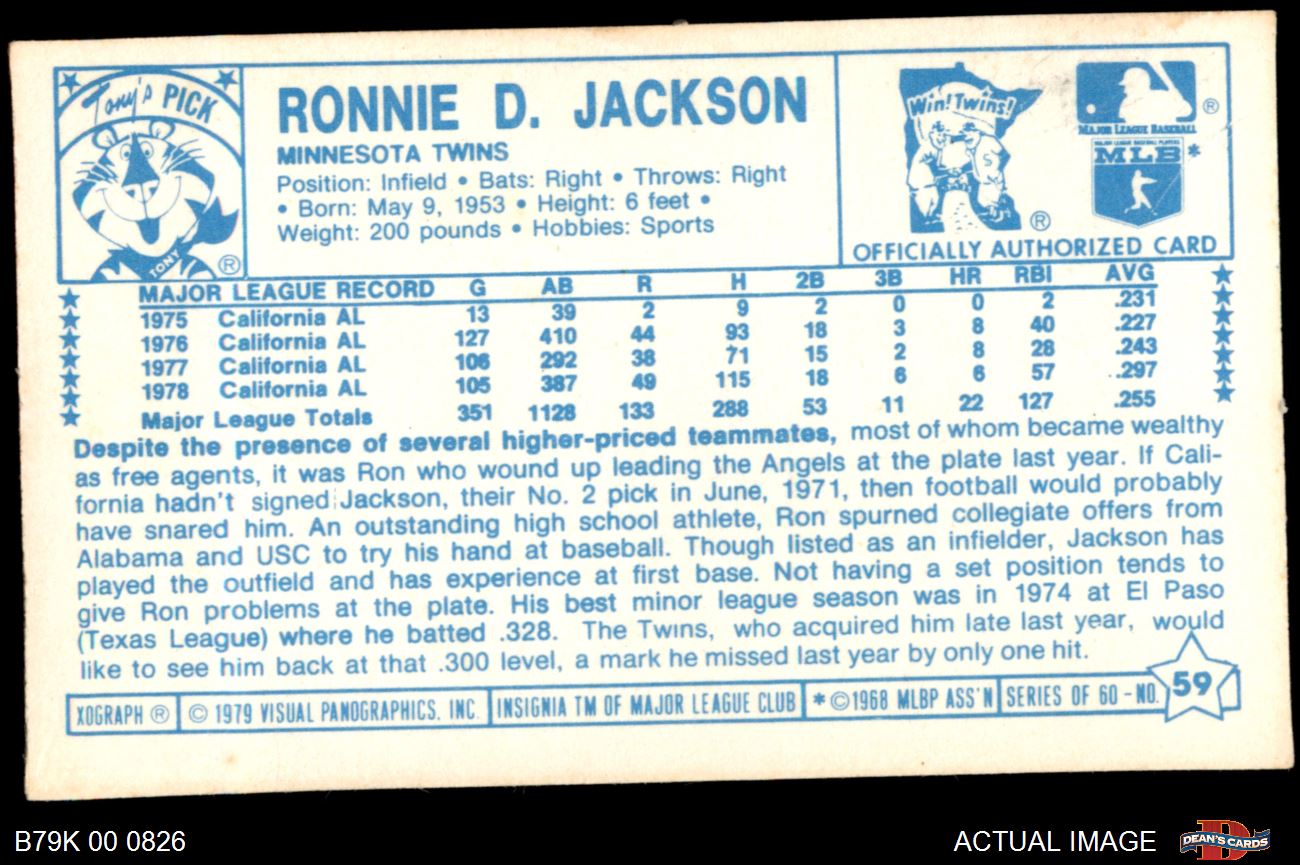 Tony's PICK
TONY ®
RONNIE D. JACKSON
MINNESOTA TWINS
Position: Infield • Bats: Right • Throws: Right
• Born: May 9, 1953 • Height: 6 feet •
Weight: 200 pounds • Hobbies: Sports
Win! Twins!
®
MAJOR LEAGUE BASEBALL ®
MAJOR LEAGUE BASEBALL PLAYERS
MLB *
OFFICIALLY AUTHORIZED CARD
MAJOR LEAGUE RECORD G AB R H 2B 3B HR RBI AVG
1975 California AL 13 39 2 9 2 0 0 2 .231
1976 California AL 127 410 44 93 18 3 8 40 .227
1977 California AL 106 292 38 71 15 2 8 28 .243
1978 California AL 105 387 49 115 18 6 6 57 .297
Major League Totals 351 1128 133 288 53 11 22 127 .255
Despite the presence of several higher-priced teammates, most of whom became wealthy
as free agents, it was Ron who wound up leading the Angels at the plate last year. If Cali-
fornia hadn't signed Jackson, their No. 2 pick in June, 1971, then football would probably
have snared him. An outstanding high school athlete, Ron spurned collegiate offers from
Alabama and USC to try his hand at baseball. Though listed as an infielder, Jackson has
played the outfield and has experience at first base. Not having a set position tends to
give Ron problems at the plate. His best minor league season was in 1974 at El Paso
(Texas League) where he batted .328. The Twins, who acquired him late last year, would
like to see him back at that .300 level, a mark he missed last year by only one hit.
XOGRAPH ® © 1979 VISUAL PANOGRAPHICS, INC. INSIGNIA TM OF MAJOR LEAGUE CLUB * ©1968 MLBP ASS'N SERIES OF 60 - NO. 59
B79K 00 0826
ACTUAL IMAGE
DEAN'S CARDS